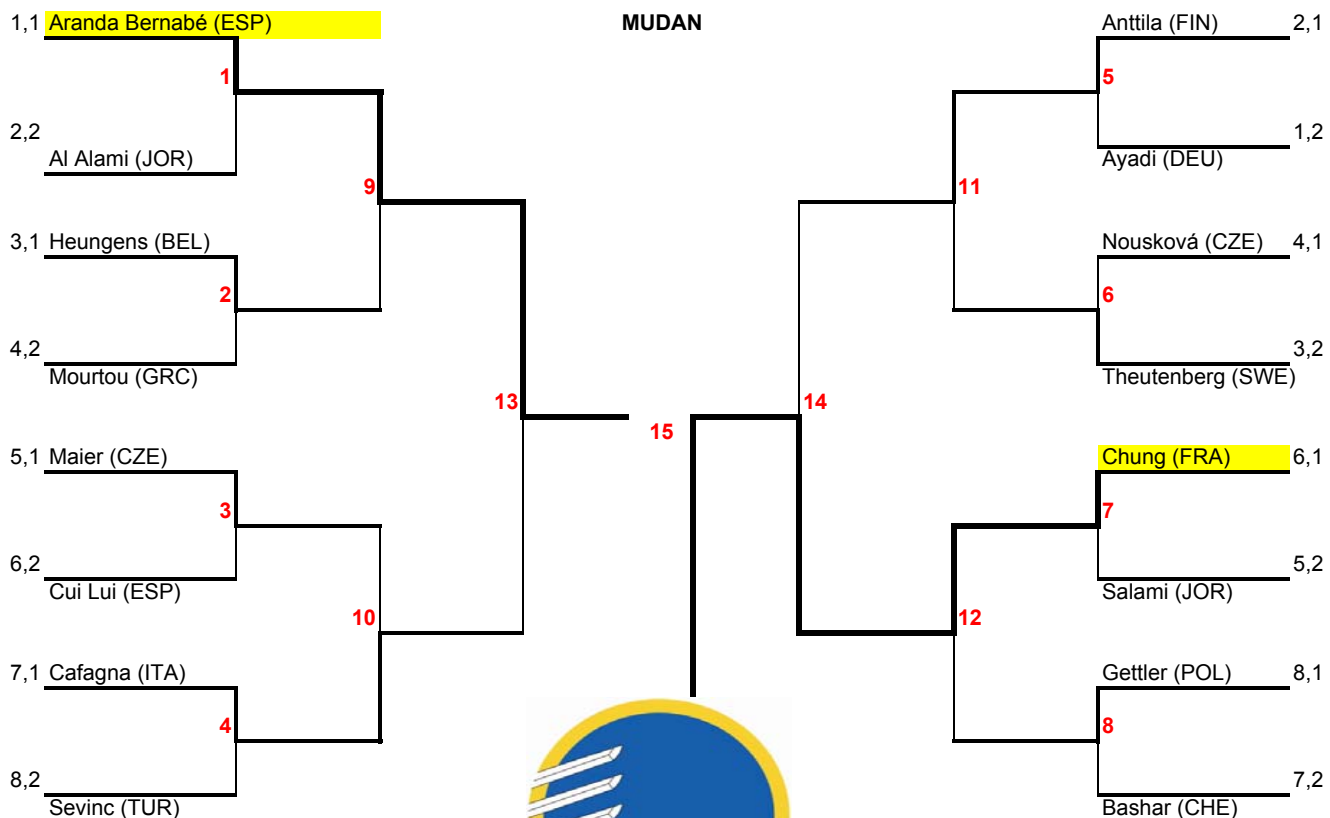 MUDAN
1,1 Aranda Bernabé (ESP)
1
2,2
Al Alami (JOR)
9
3,1 Heungens (BEL)
2
4,2
Mourtou (GRC)
13
5,1 Maier (CZE)
3
6,2
Cui Lui (ESP)
10
7,1 Cafagna (ITA)
4
8,2
Sevinc (TUR)
15
Anttila (FIN) 2,1
5
1,2
Ayadi (DEU)
11
Nousková (CZE) 4,1
6
3,2
Theutenberg (SWE)
14
Chung (FRA) 6,1
7
5,2
Salami (JOR)
12
Gettler (POL) 8,1
8
7,2
Bashar (CHE)